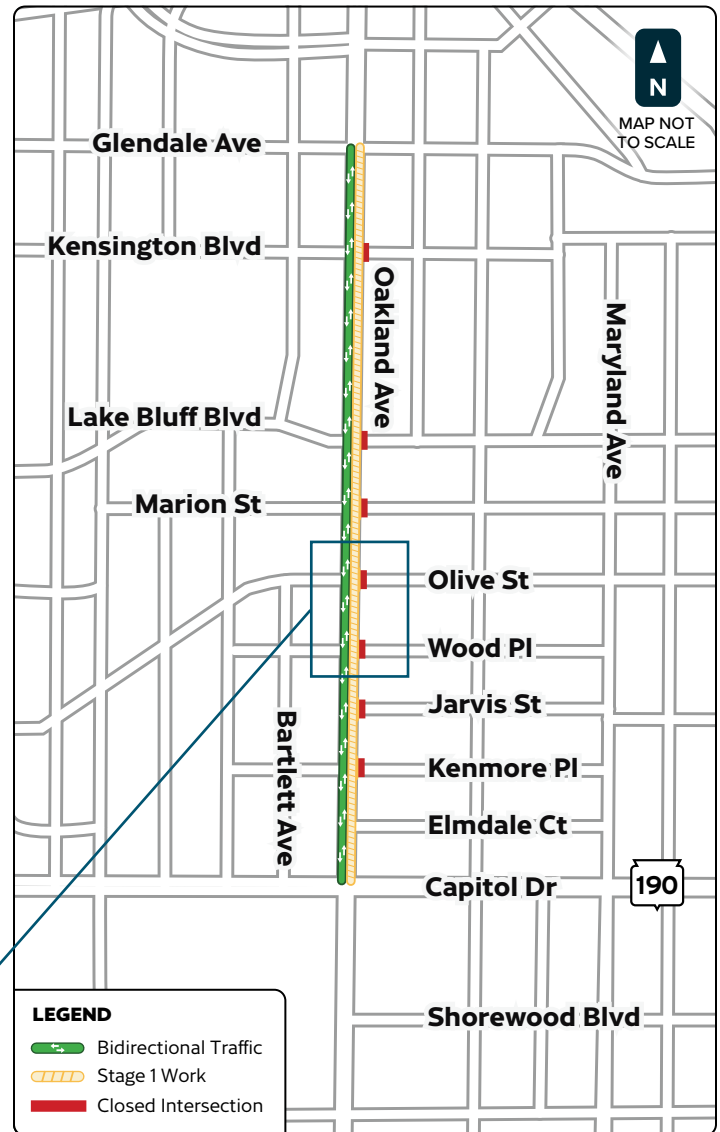 N
MAP NOT
TO SCALE
Glendale Ave
Kensington Blvd
Oakland Ave
Maryland Ave
Lake Bluff Blvd
Marion St
Olive St
Wood Pl
Jarvis St
Bartlett Ave
Kenmore Pl
Elmdale Ct
Capitol Dr
190
Shorewood Blvd
LEGEND
Bidirectional Traffic
Stage 1 Work
Closed Intersection